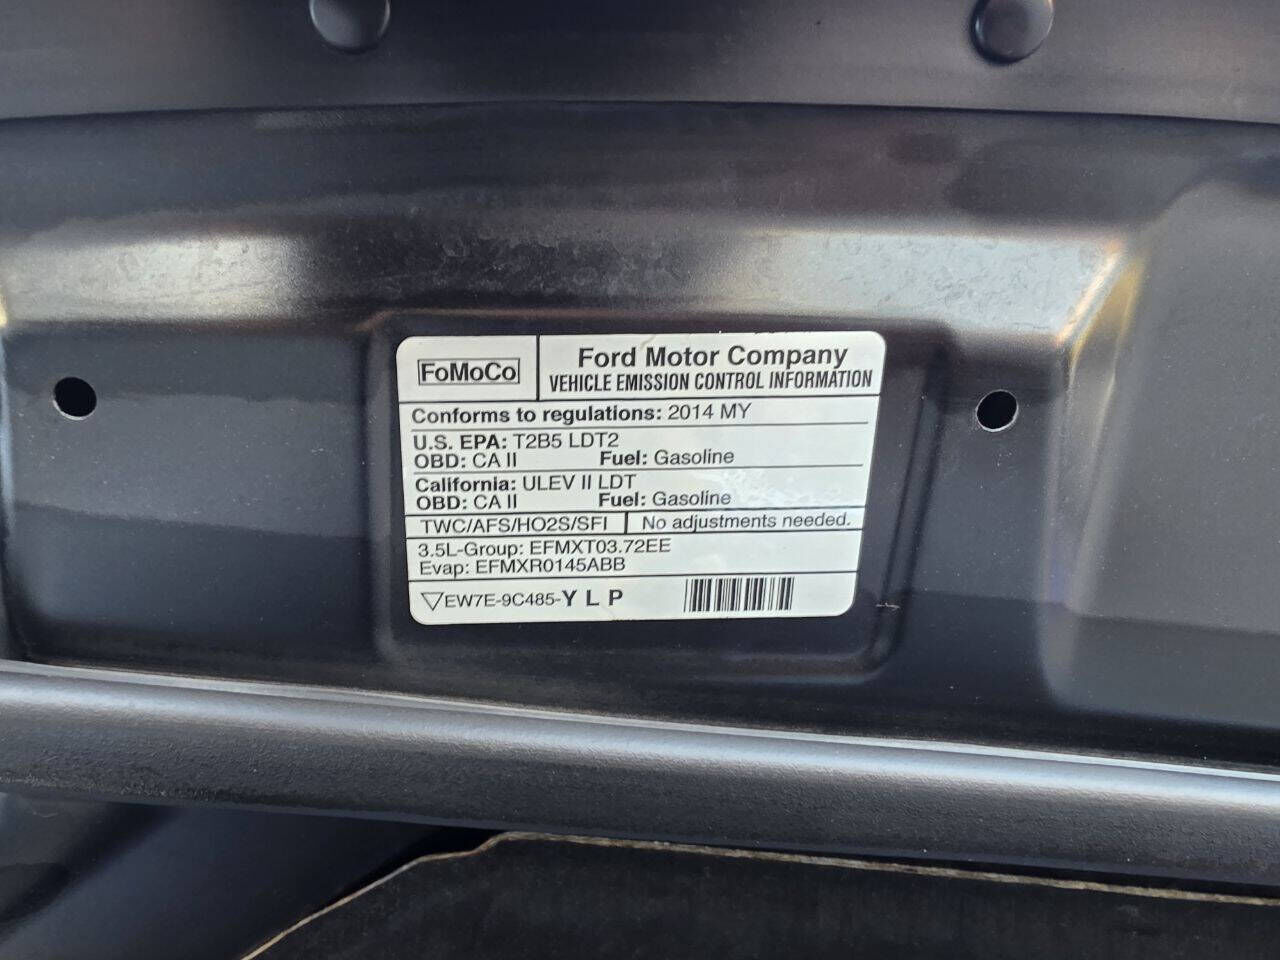 FoMoCo
Ford Motor Company
VEHICLE EMISSION CONTROL INFORMATION
Conforms to regulations: 2014 MY
U.S. EPA: T2B5 LDT2
OBD: CA II Fuel: Gasoline
California: ULEV II LDT
OBD: CA II Fuel: Gasoline
TWC/AFS/HO2S/SFI No adjustments needed.
3.5L-Group: EFMXT03.72EE
Evap: EFMXR0145ABB
EW7E-9C485-Y L P